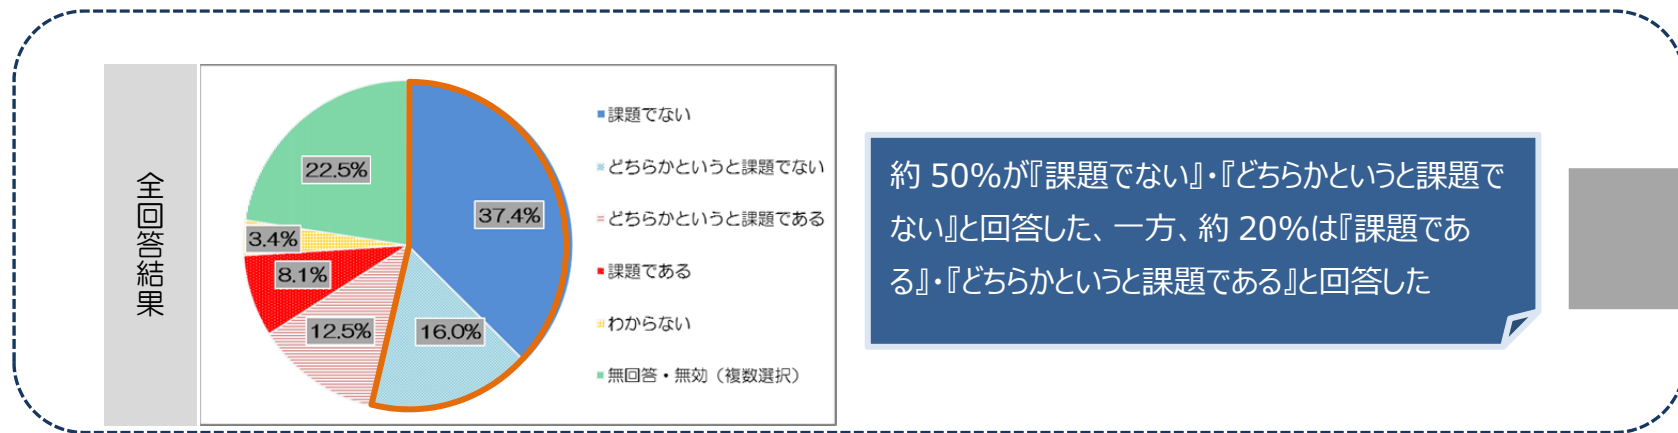 全回答結果
22.5%
37.4%
3.4%
8.1%
12.5%
16.0%
課題でない
どちらかというと課題でない
どちらかというと課題である
課題である
わからない
無回答・無効（複数選択）
約 50%が『課題でない』・『どちらかというと課題で
ない』と回答した、一方、約 20%は『課題であ
る』・『どちらかというと課題である』と回答した